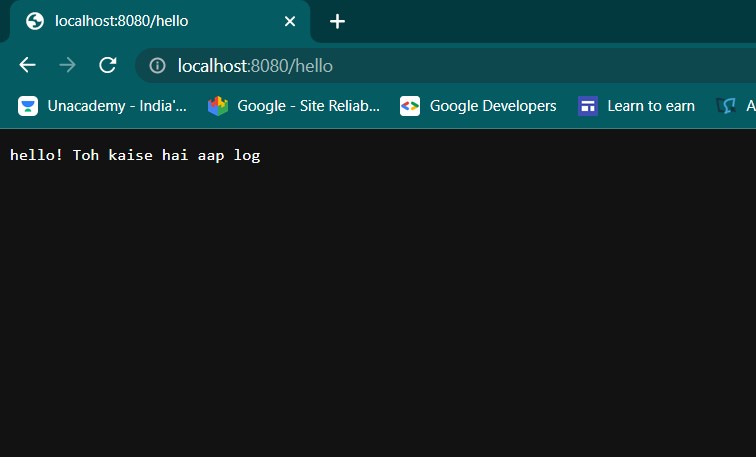 localhost:8080/hello
localhost:8080/hello
Unacademy - India'... Google - Site Reliab... Google Developers Learn to earn A
hello! Toh kaise hai aap log